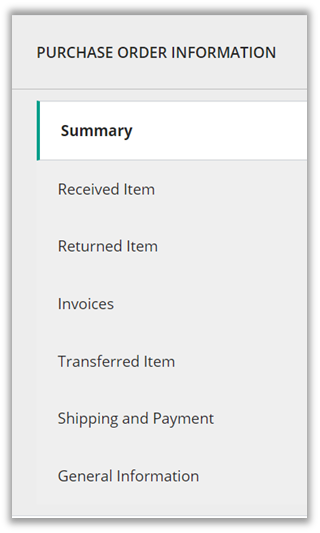 PURCHASE ORDER INFORMATION
Summary
Received Item
Returned Item
Invoices
Transferred Item
Shipping and Payment
General Information